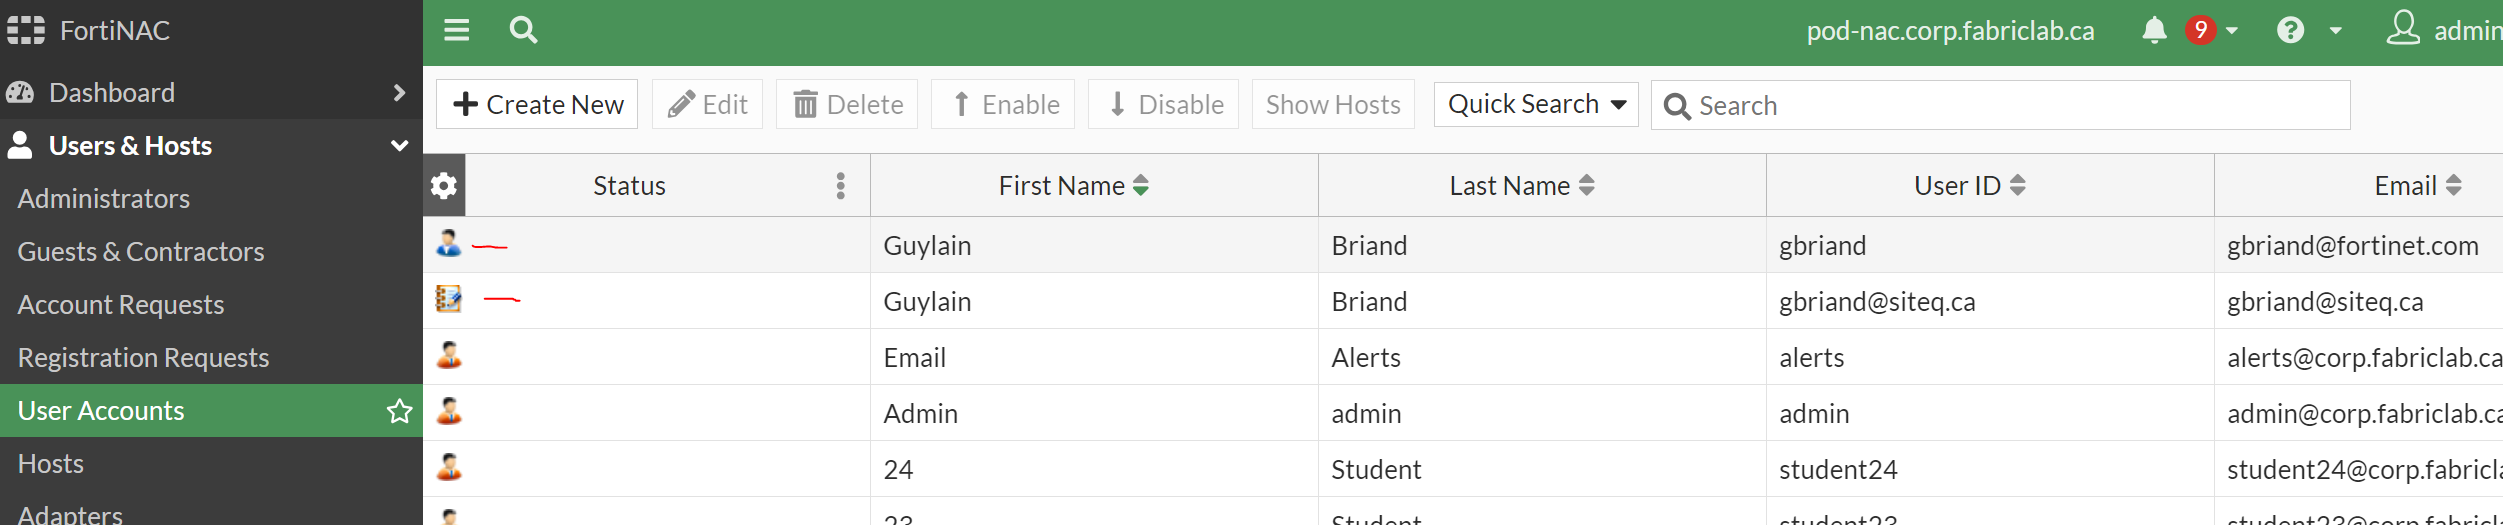 FortiNAC
pod-nac.corp.fabriclab.ca 9 admin
Dashboard
Users & Hosts
Administrators
Guests & Contractors
Account Requests
Registration Requests
User Accounts
Hosts
Adapters
Create New Edit Delete Enable Disable Show Hosts Quick Search Search
Status First Name Last Name User ID Email
Guylain Briand gbriand gbriand@fortinet.com
Guylain Briand gbriand@siteq.ca gbriand@siteq.ca
Email Alerts alerts alerts@corp.fabriclab.ca
Admin admin admin admin@corp.fabriclab.ca
24 Student student24 student24@corp.fabricl
23 Student student23 student23@corp.fabricl